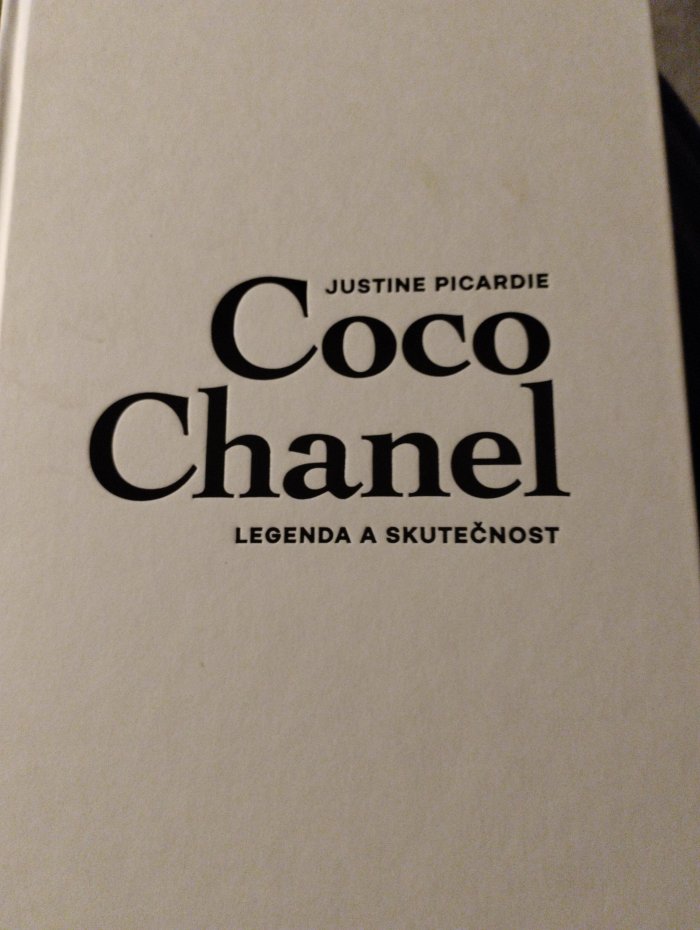 JUSTINE PICARDIE
Coco
Chanel
LEGENDA A SKUTEČNOST